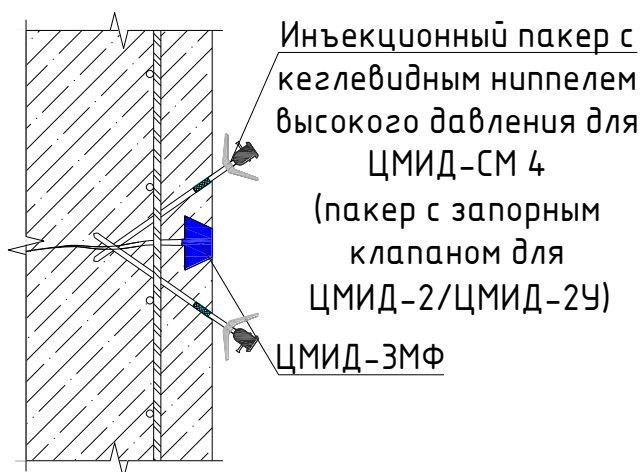 Инъекционный пакер с
кеглевидным ниппелем
высокого давления для
ЦМИД-СМ 4
(пакер с запорным
клапаном для
ЦМИД-2/ЦМИД-2У)
ЦМИД-3МФ